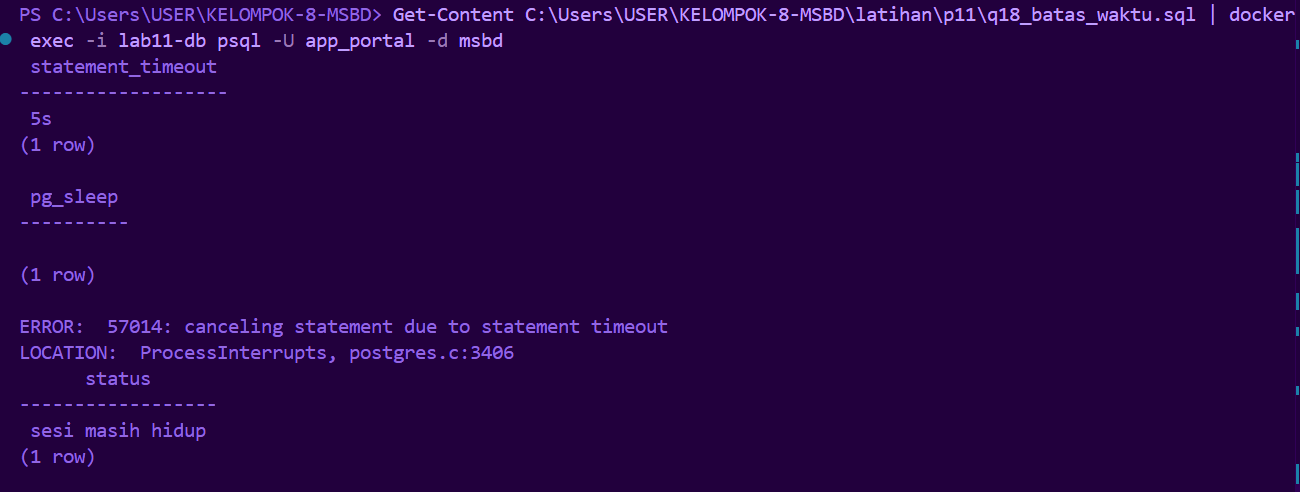 PS C:\Users\USER\KELOMPOK-8-MSBD> Get-Content C:\Users\USER\KELOMPOK-8-MSBD\latihan\p11\q18_batas_waktu.sql | docker
exec -i lab11-db psql -U app_portal -d msbd
statement_timeout
-------------------
5s
(1 row)
pg_sleep
----------
(1 row)
ERROR:  57014: canceling statement due to statement timeout
LOCATION:  ProcessInterrupts, postgres.c:3406
status
------------------
sesi masih hidup
(1 row)